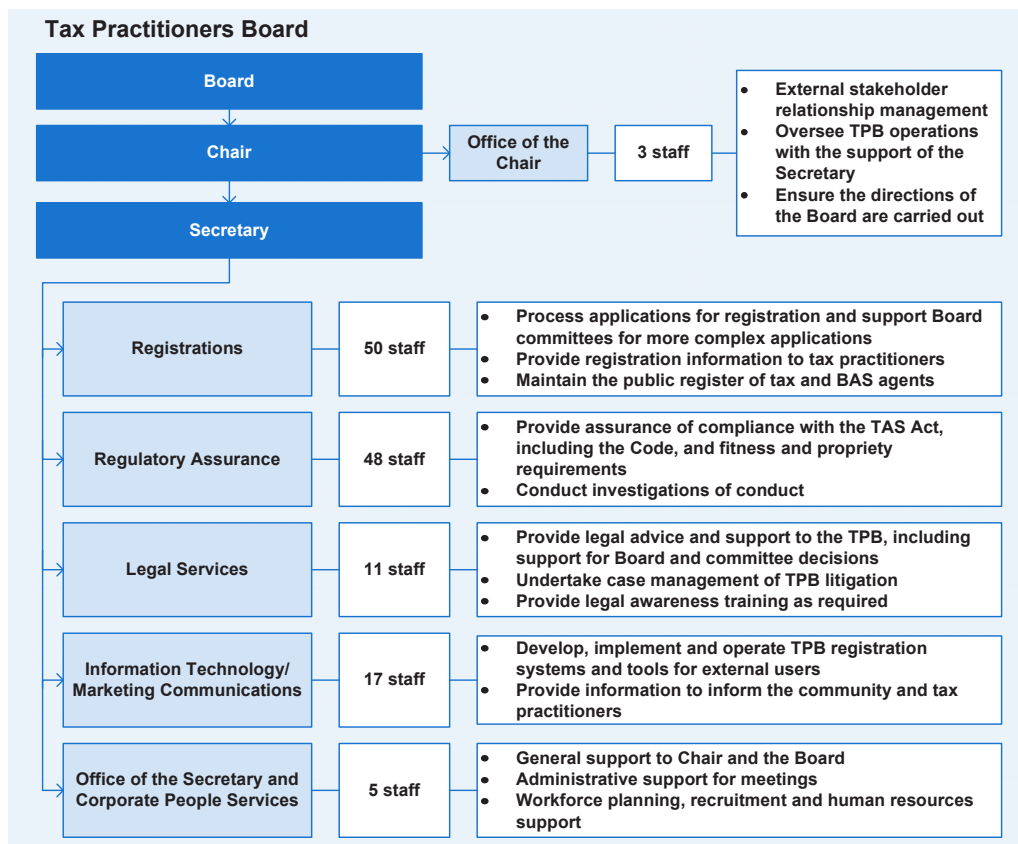 Tax Practitioners Board
Board
Chair
Office of the
Chair
3 staff
• External stakeholder
relationship management
• Oversee TPB operations
with the support of the
Secretary
• Ensure the directions of
the Board are carried out
Secretary
Registrations
50 staff
• Process applications for registration and support Board
committees for more complex applications
• Provide registration information to tax practitioners
• Maintain the public register of tax and BAS agents
Regulatory Assurance
48 staff
• Provide assurance of compliance with the TAS Act,
including the Code, and fitness and propriety
requirements
• Conduct investigations of conduct
Legal Services
11 staff
• Provide legal advice and support to the TPB, including
support for Board and committee decisions
• Undertake case management of TPB litigation
• Provide legal awareness training as required
Information Technology/
Marketing Communications
17 staff
• Develop, implement and operate TPB registration
systems and tools for external users
• Provide information to inform the community and tax
practitioners
Office of the Secretary and
Corporate People Services
5 staff
• General support to Chair and the Board
• Administrative support for meetings
• Workforce planning, recruitment and human resources
support